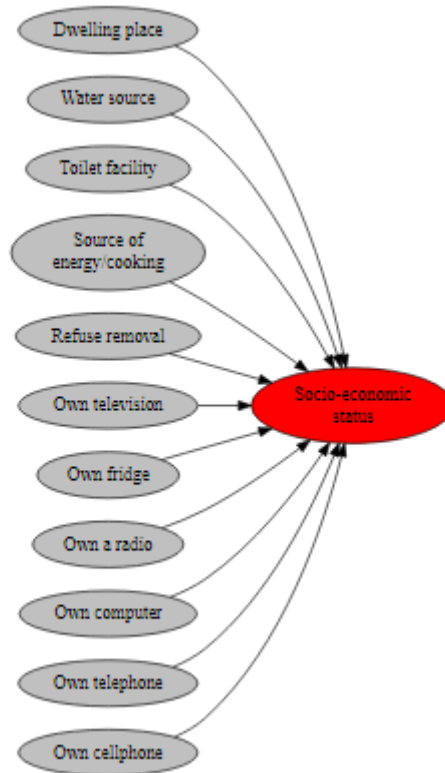 Dwelling place
Water source
Toilet facility
Source of
energy/cooking
Refuse removal
Own television
Socio-economic
status
Own fridge
Own a radio
Own computer
Own telephone
Own cellphone